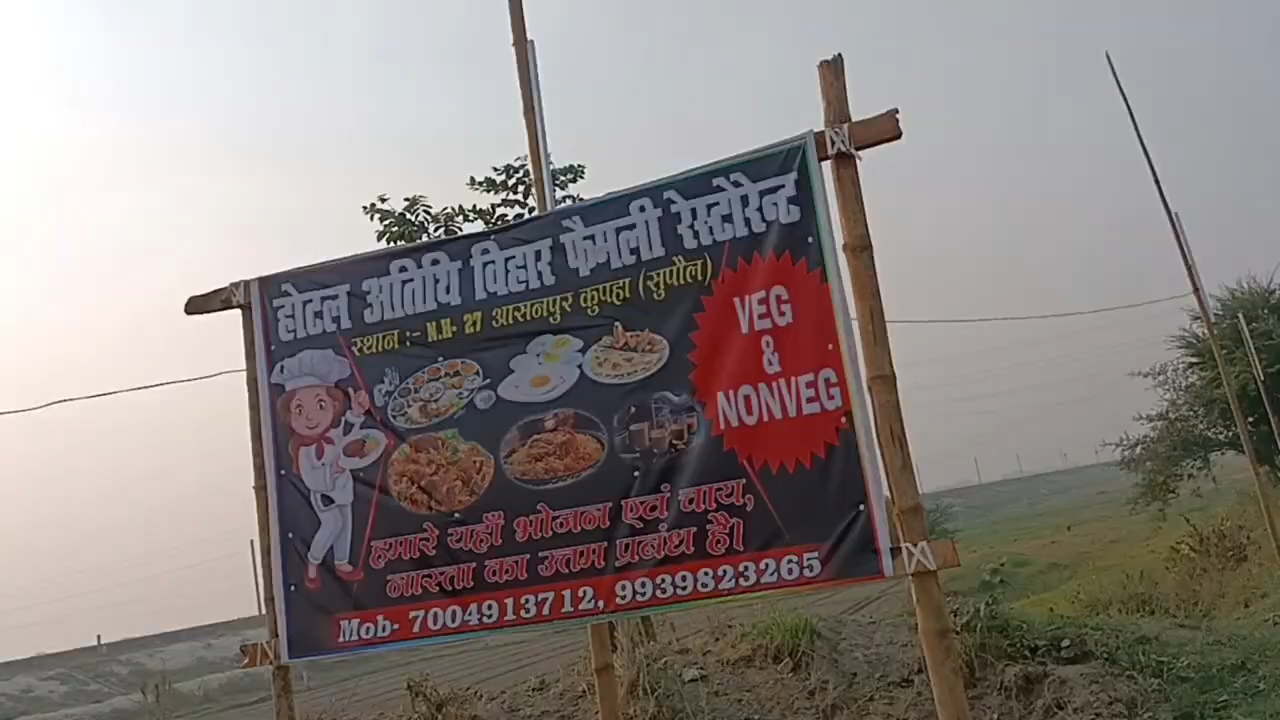 होटल अतिथि विहार फैमली रेस्टोरेन्ट
स्थान :- N.H- 27 आसनपुर कुपहा (सुपौल)
VEG
&
NONVEG
हमारे यहाँ भोजन एवं चाय,
नास्ता का उत्तम प्रबंध है।
Mob- 7004913712, 9939823265